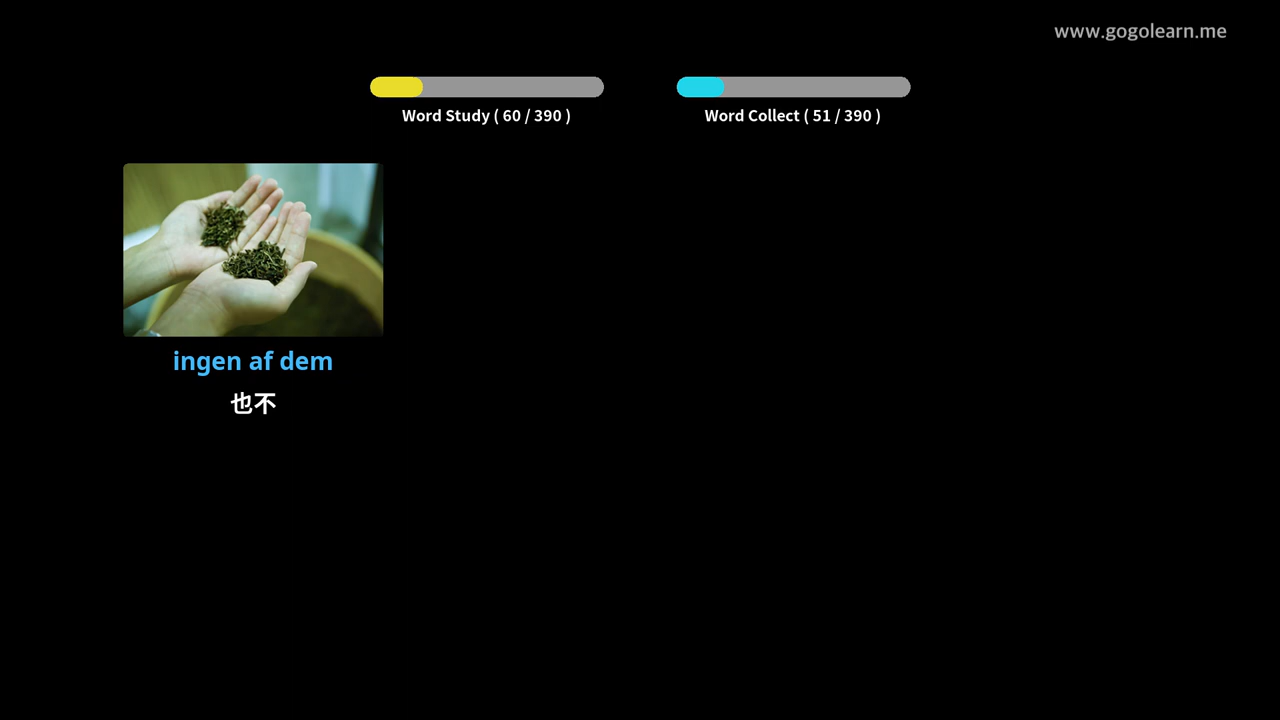 www.gogolearn.me
Word Study ( 60 / 390 )
Word Collect ( 51 / 390 )
ingen af dem
也不